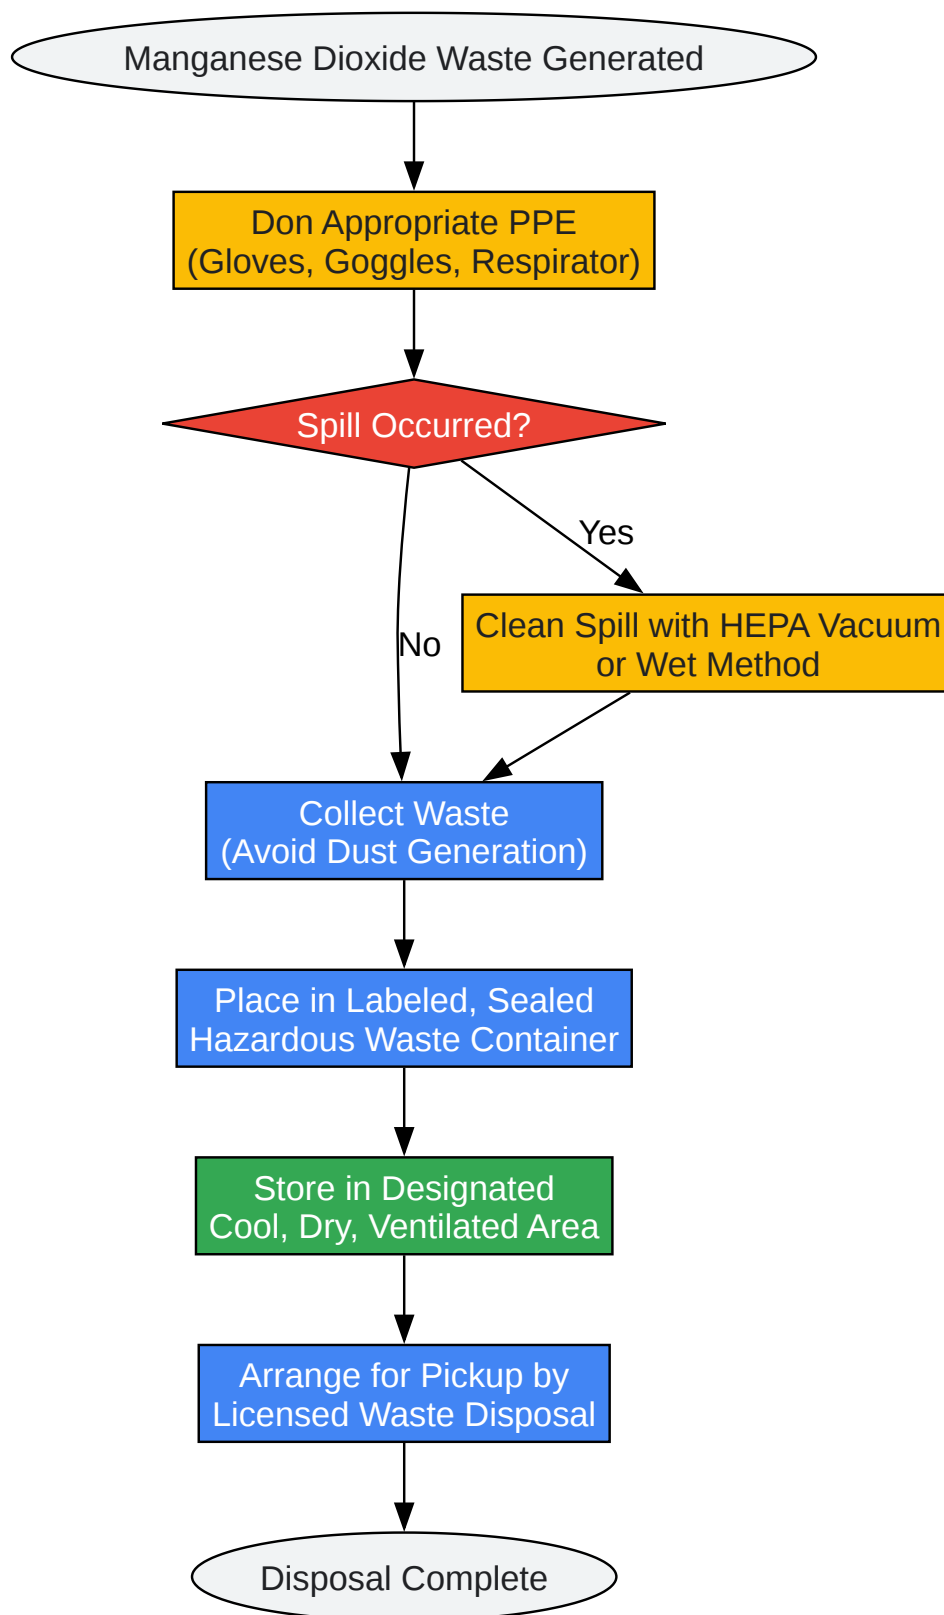 Manganese Dioxide Waste Generated
Don Appropriate PPE
(Gloves, Goggles, Respirator)
Spill Occurred?
Yes
Clean Spill with HEPA Vacuum
or Wet Method
No
Collect Waste
(Avoid Dust Generation)
Place in Labeled, Sealed
Hazardous Waste Container
Store in Designated
Cool, Dry, Ventilated Area
Arrange for Pickup by
Licensed Waste Disposal
Disposal Complete